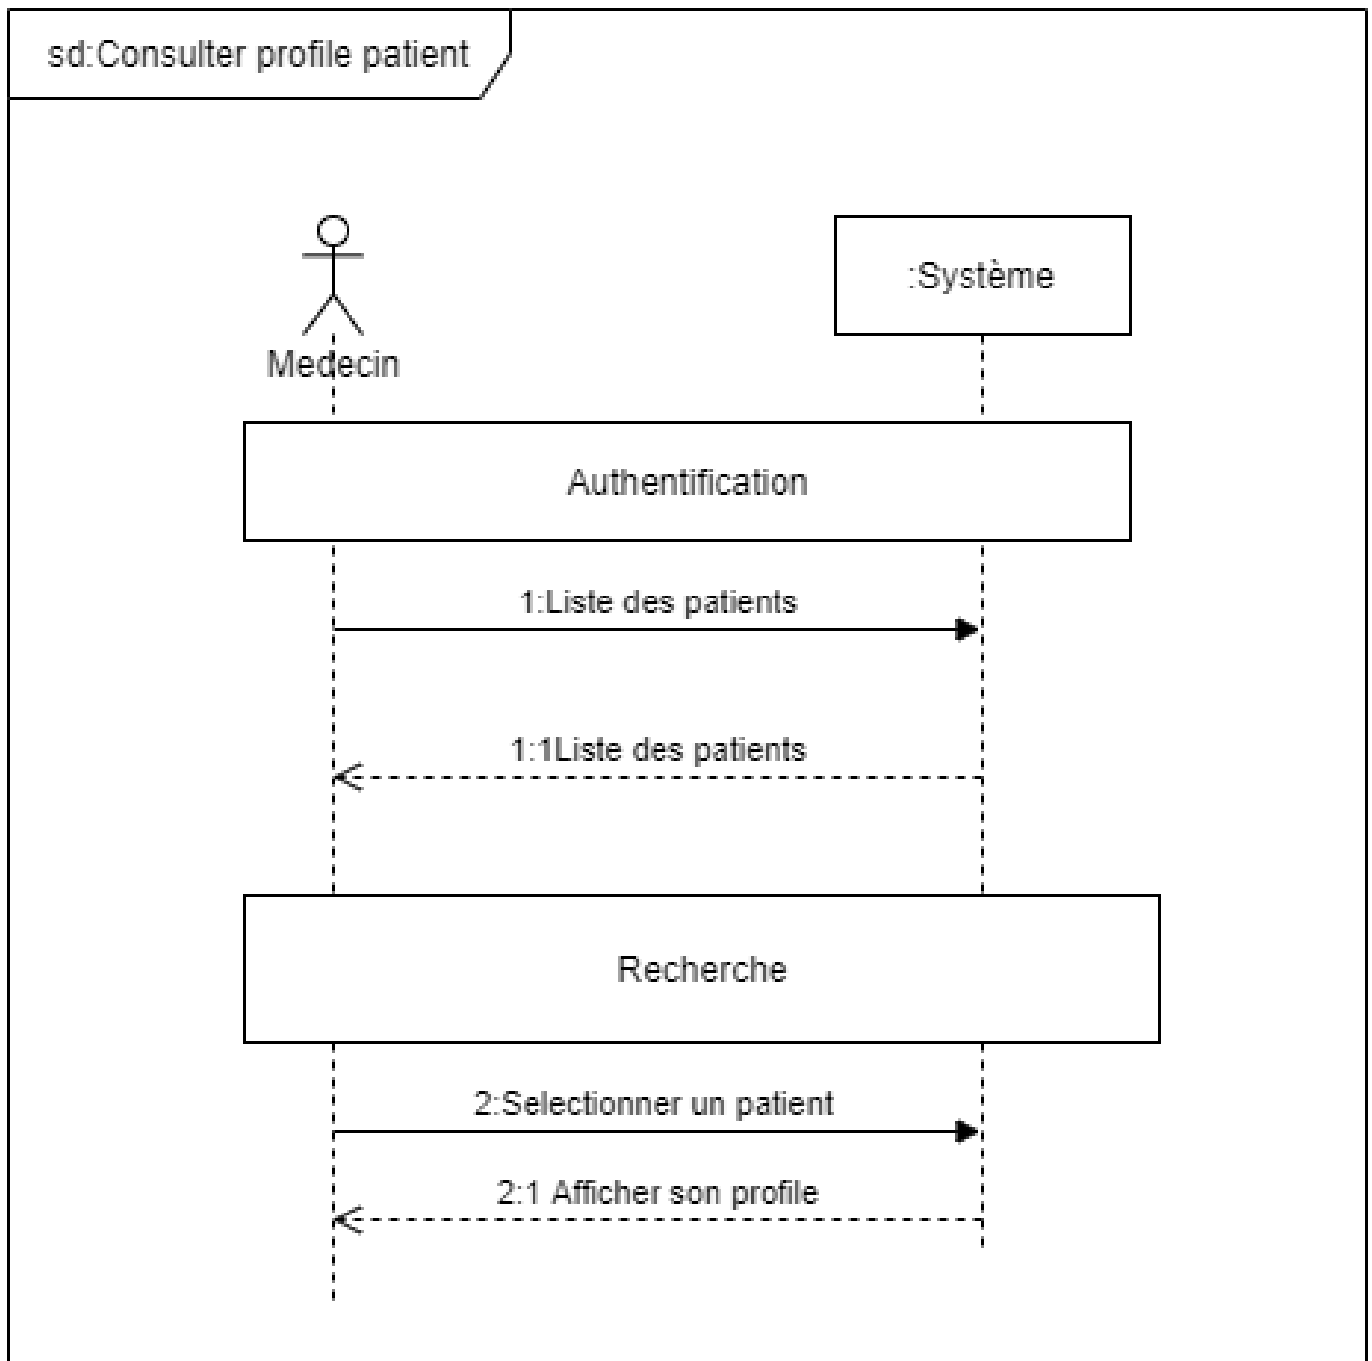 sd:Consulter profile patient
:Système
Medecin
Authentification
1:Liste des patients
1:1Liste des patients
Recherche
2:Selectionner un patient
2:1 Afficher son profile